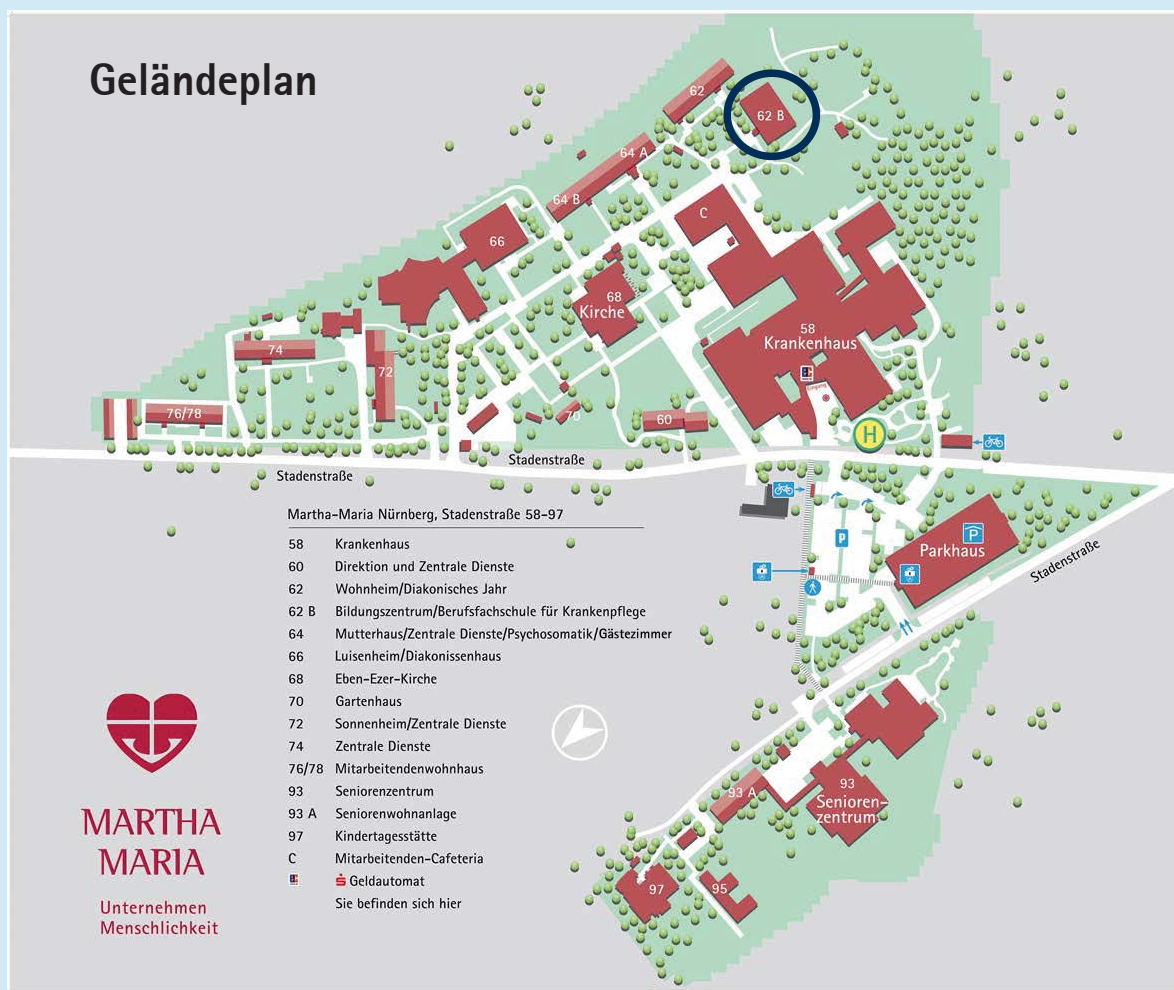 Geländeplan
62
62 B
64 A
64 B
C
66
68
Kirche
58
Krankenhaus
Eingang
74
72
76/78
70
60
H
Stadenstraße
Stadenstraße
P
P
Parkhaus
Stadenstraße
Martha-Maria Nürnberg, Stadenstraße 58-97
58 Krankenhaus
60 Direktion und Zentrale Dienste
62 Wohnheim/Diakonisches Jahr
62 B Bildungszentrum/Berufsfachschule für Krankenpflege
64 Mutterhaus/Zentrale Dienste/Psychosomatik/Gästezimmer
66 Luisenheim/Diakonissenhaus
68 Eben-Ezer-Kirche
70 Gartenhaus
72 Sonnenheim/Zentrale Dienste
74 Zentrale Dienste
76/78 Mitarbeitendenwohnhaus
93 Seniorenzentrum
93 A Seniorenwohnanlage
97 Kindertagesstätte
C Mitarbeitenden-Cafeteria
Geldautomat
Sie befinden sich hier
93 A
93
Senioren-
zentrum
97
95
MARTHA
MARIA
Unternehmen
Menschlichkeit